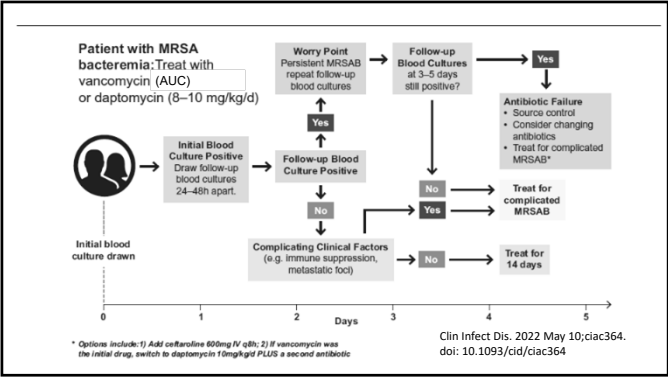 Patient with MRSA
bacteremia: Treat with
vancomycin (AUC)
or daptomycin (8–10 mg/kg/d)
Initial Blood
Culture Positive
Draw follow-up
blood cultures
24–48h apart.
Initial blood
culture drawn
Worry Point
Persistent MRSAB
repeat follow-up
blood cultures
Yes
Follow-up Blood
Culture Positive
No
Complicating Clinical Factors
(e.g. immune suppression,
metastatic foci)
Follow-up
Blood Cultures
at 3–5 days
still positive?
Yes
Antibiotic Failure
• Source control
• Consider changing
antibiotics
• Treat for complicated
MRSAB*
No
Yes
Treat for
complicated
MRSAB
No
Treat for
14 days
0
1
2
3
4
5
Days
* Options include:1) Add ceftaroline 600mg IV q8h; 2) If vancomycin was
the initial drug, switch to daptomycin 10mg/kg/d PLUS a second antibiotic
Clin Infect Dis. 2022 May 10;ciac364.
doi: 10.1093/cid/ciac364